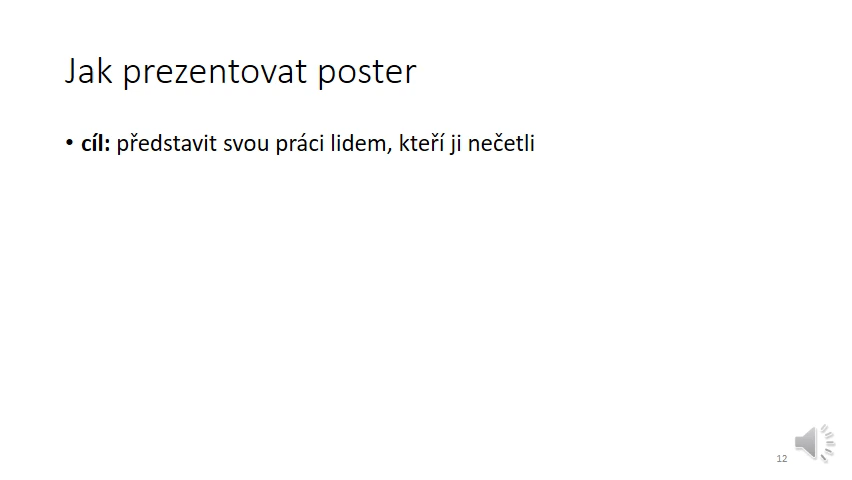 Jak prezentovat poster
• cíl: představit svou práci lidem, kteří ji nečetli
12